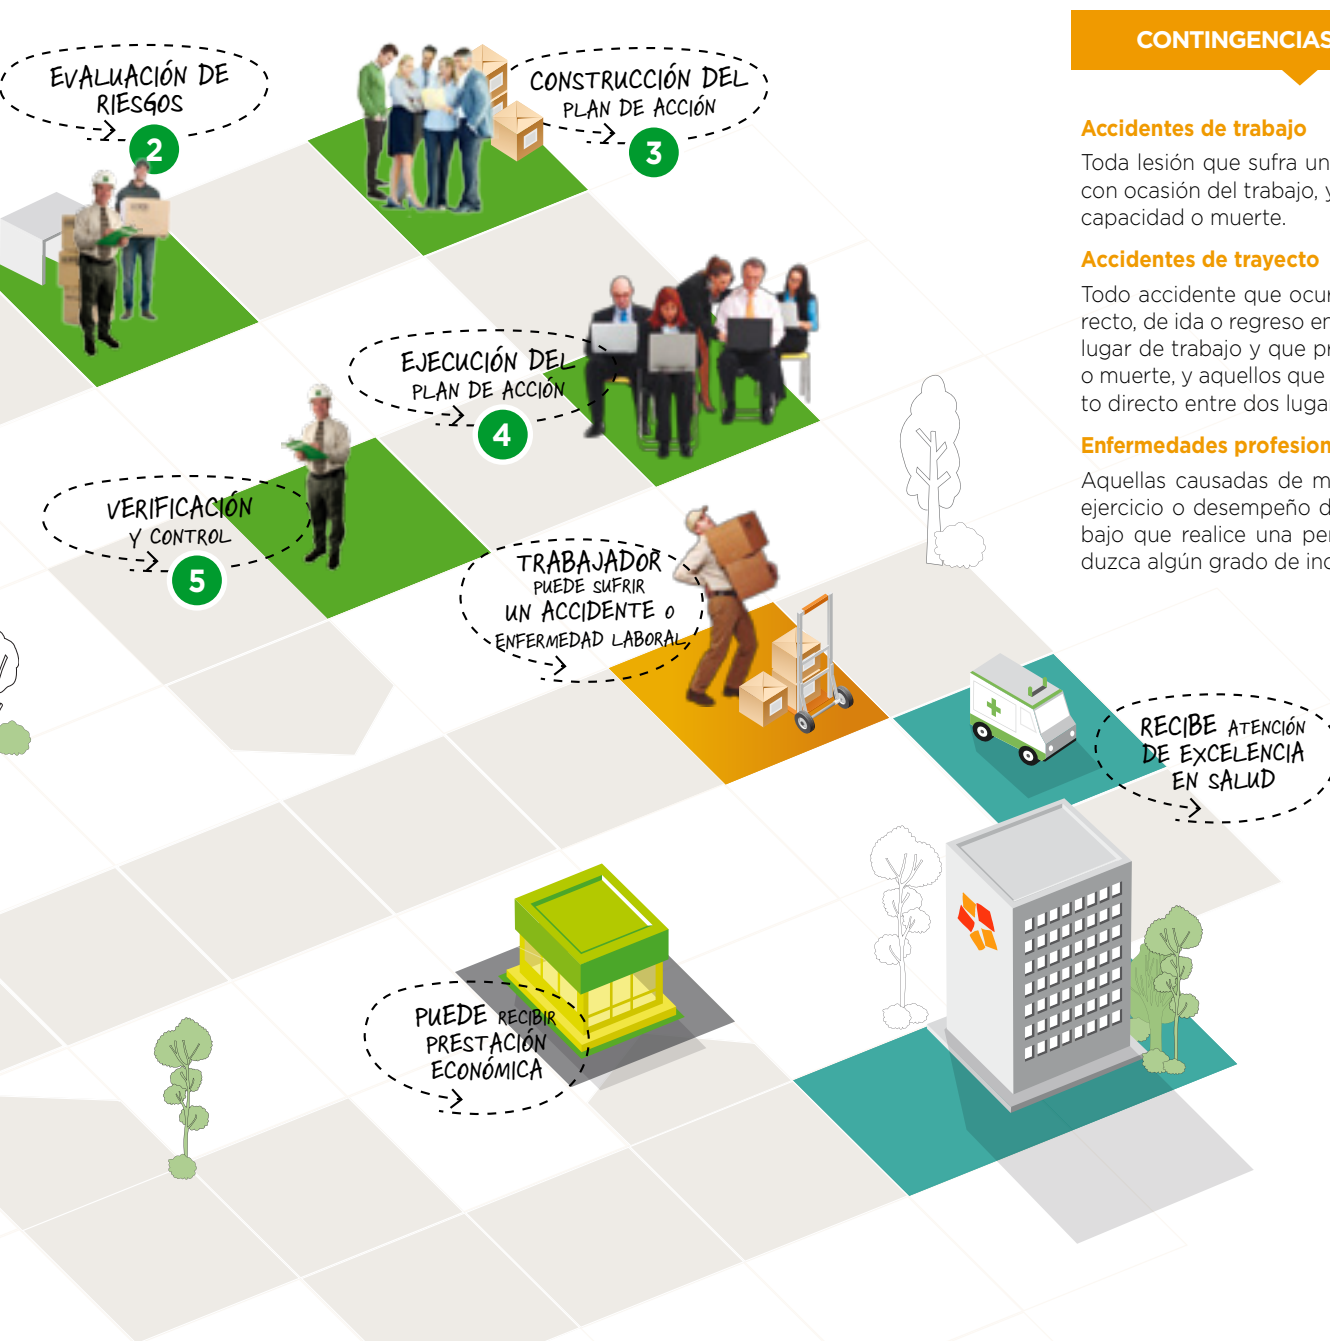 EVALUACIÓN DE
RIESGOS
2
CONSTRUCCIÓN DEL
PLAN DE ACCIÓN
3
EJECUCIÓN DEL
PLAN DE ACCIÓN
4
VERIFICACIÓN
Y CONTROL
5
TRABAJADOR
PUEDE SUFRIR
UN ACCIDENTE O
ENFERMEDAD LABORAL
RECIBE ATENCIÓN
DE EXCELENCIA
EN SALUD
PUEDE RECIBIR
PRESTACIÓN
ECONÓMICA
CONTINGENCIAS
Accidentes de trabajo
Toda lesión que sufra un
con ocasión del trabajo, y
capacidad o muerte.
Accidentes de trayecto
Todo accidente que ocur
recto, de ida o regreso en
lugar de trabajo y que pr
o muerte, y aquellos que
to directo entre dos luga
Enfermedades profesion
Aquellas causadas de m
ejercicio o desempeño d
bajo que realice una per
duzca algún grado de inc